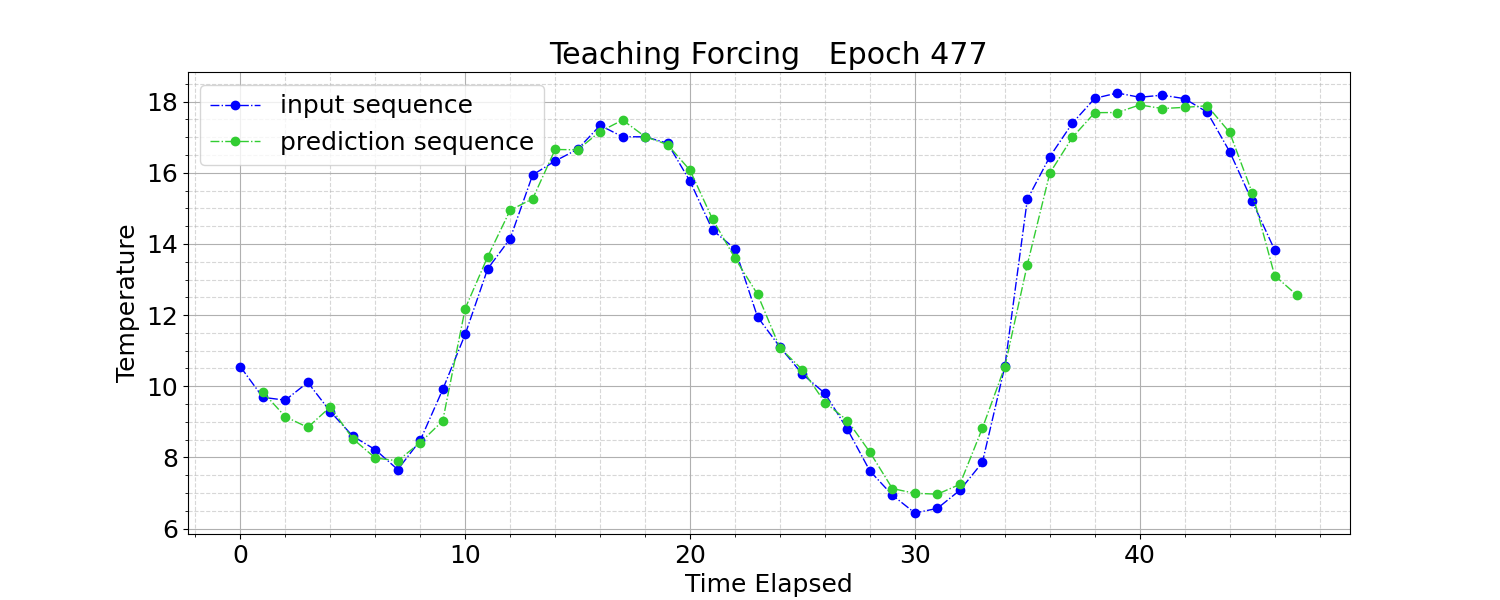 Teaching Forcing   Epoch 477
input sequence
prediction sequence
18
16
14
12
10
8
6
Temperature
0 10 20 30 40
Time Elapsed